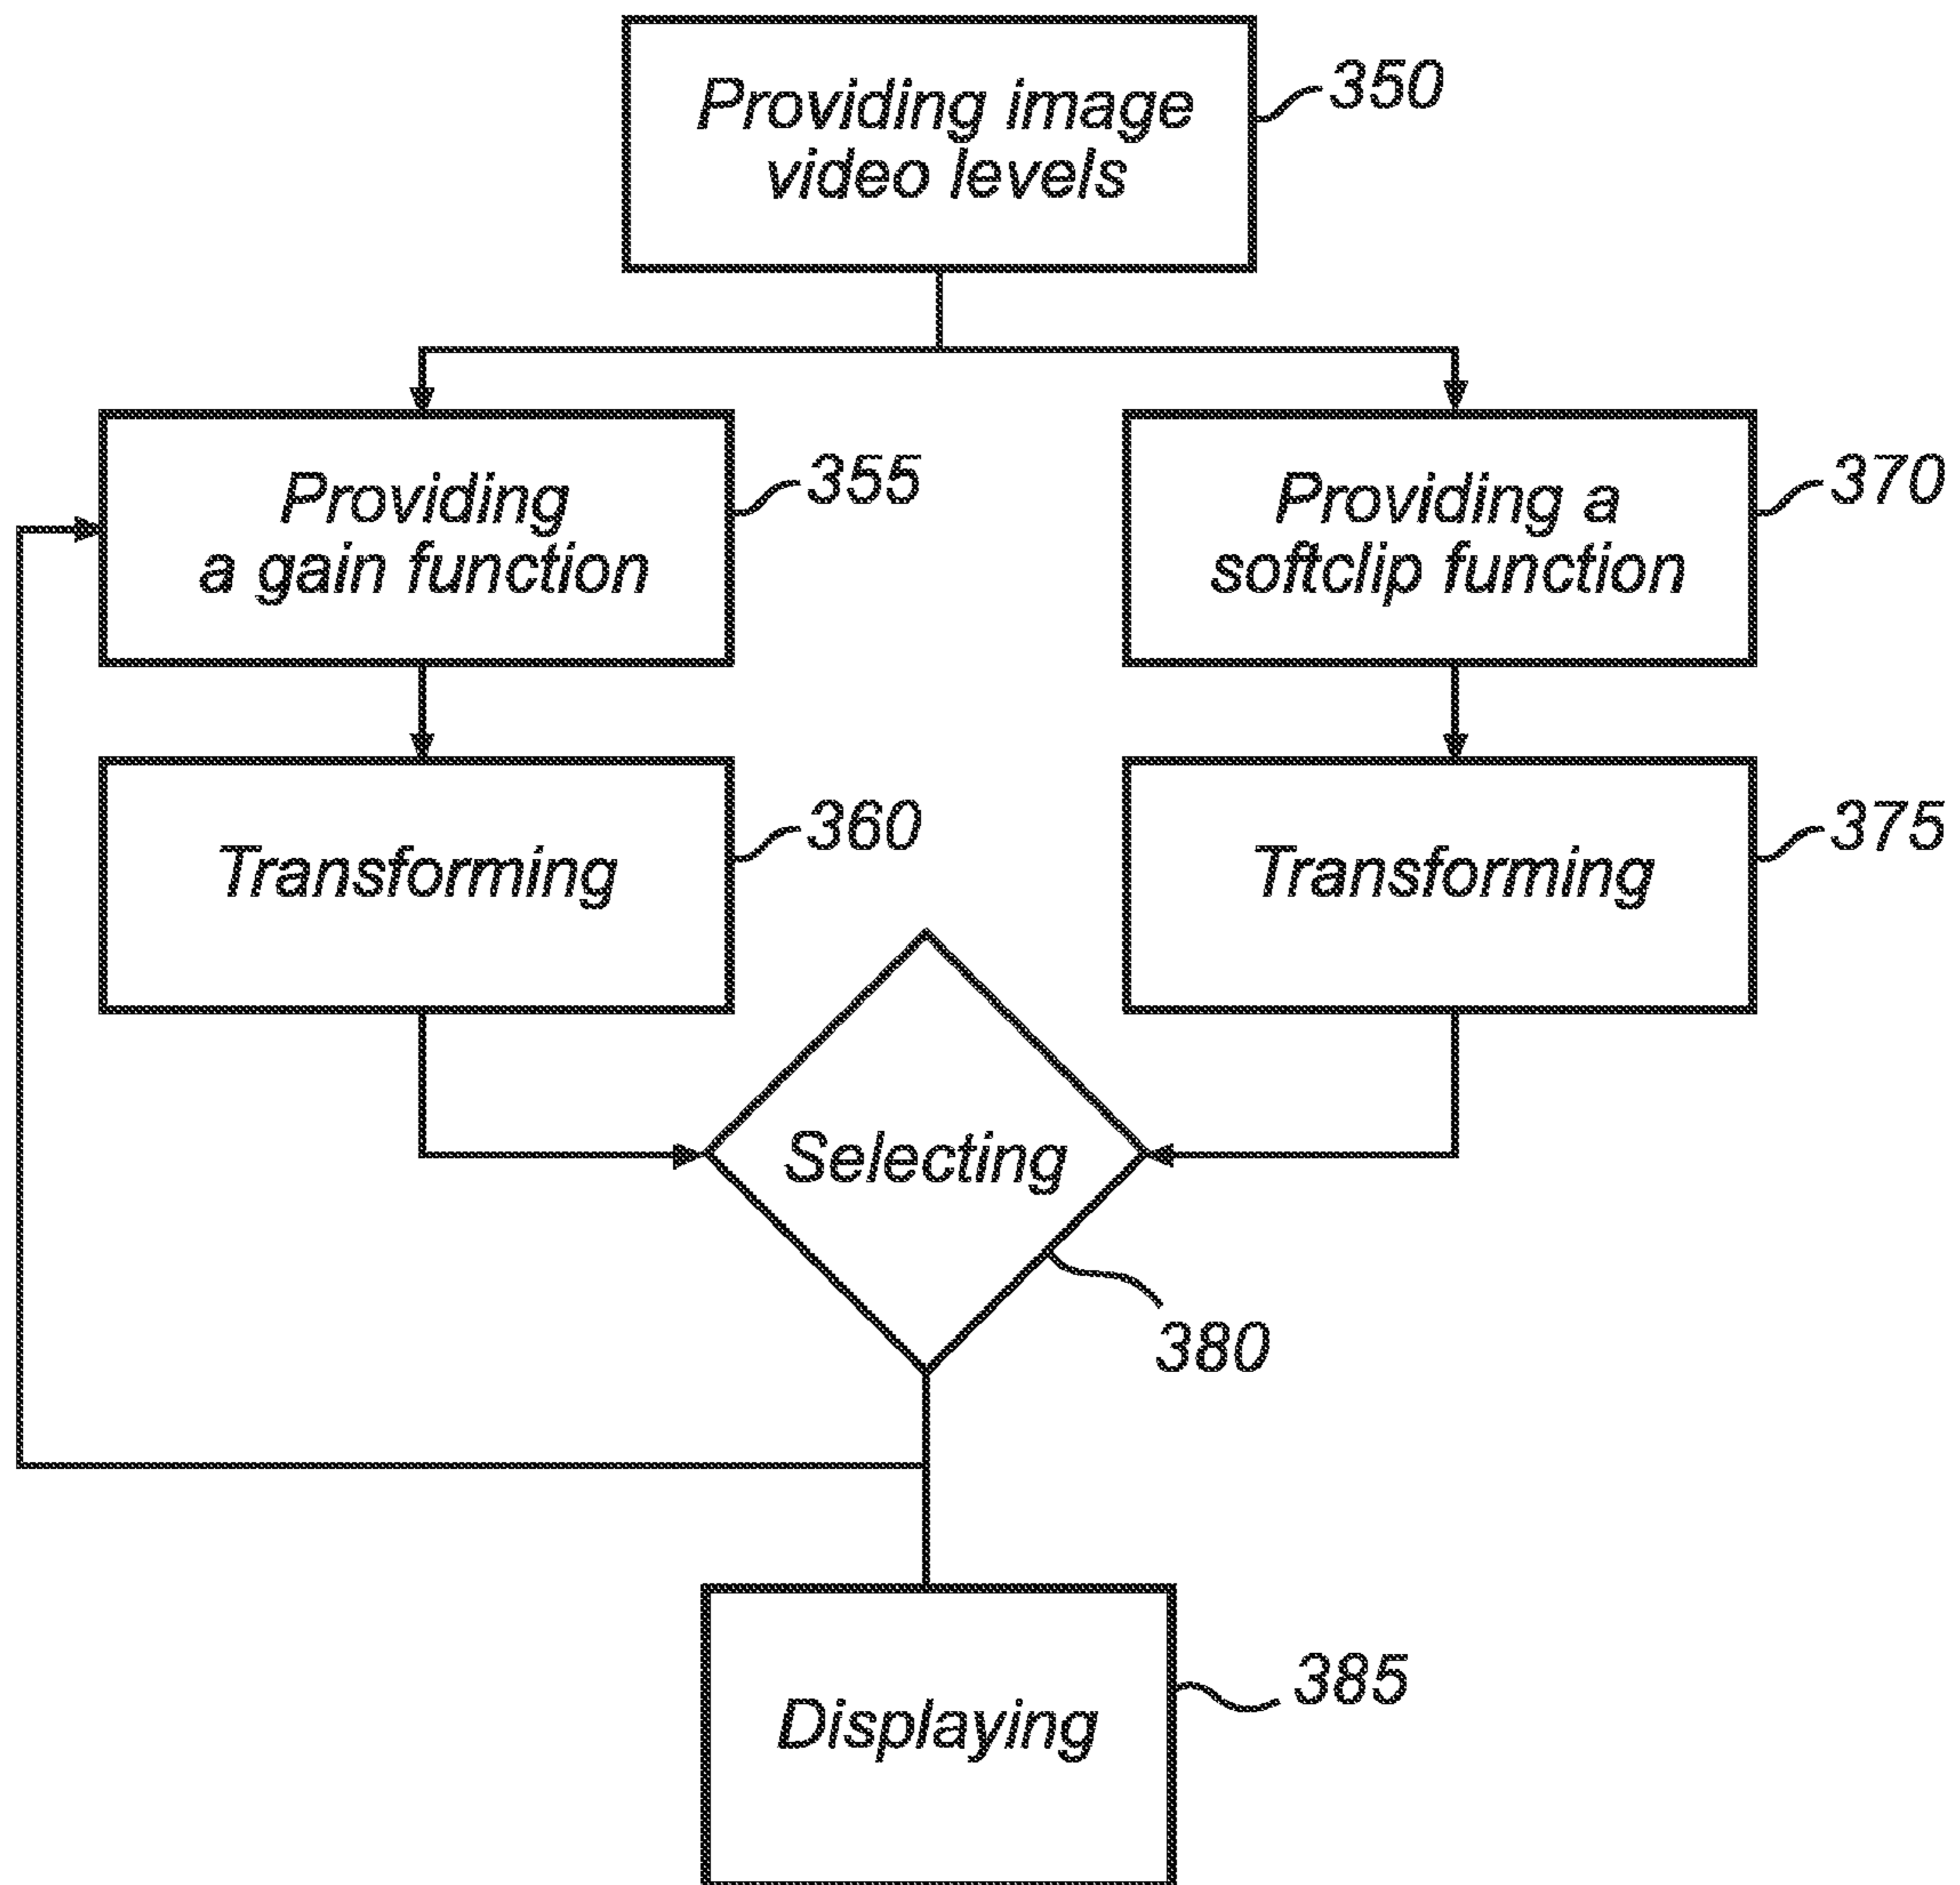 Providing image
video levels
350
Providing
a gain function
355
Providing a
softclip function
370
Transforming
360
Transforming
375
Selecting
380
Displaying
385